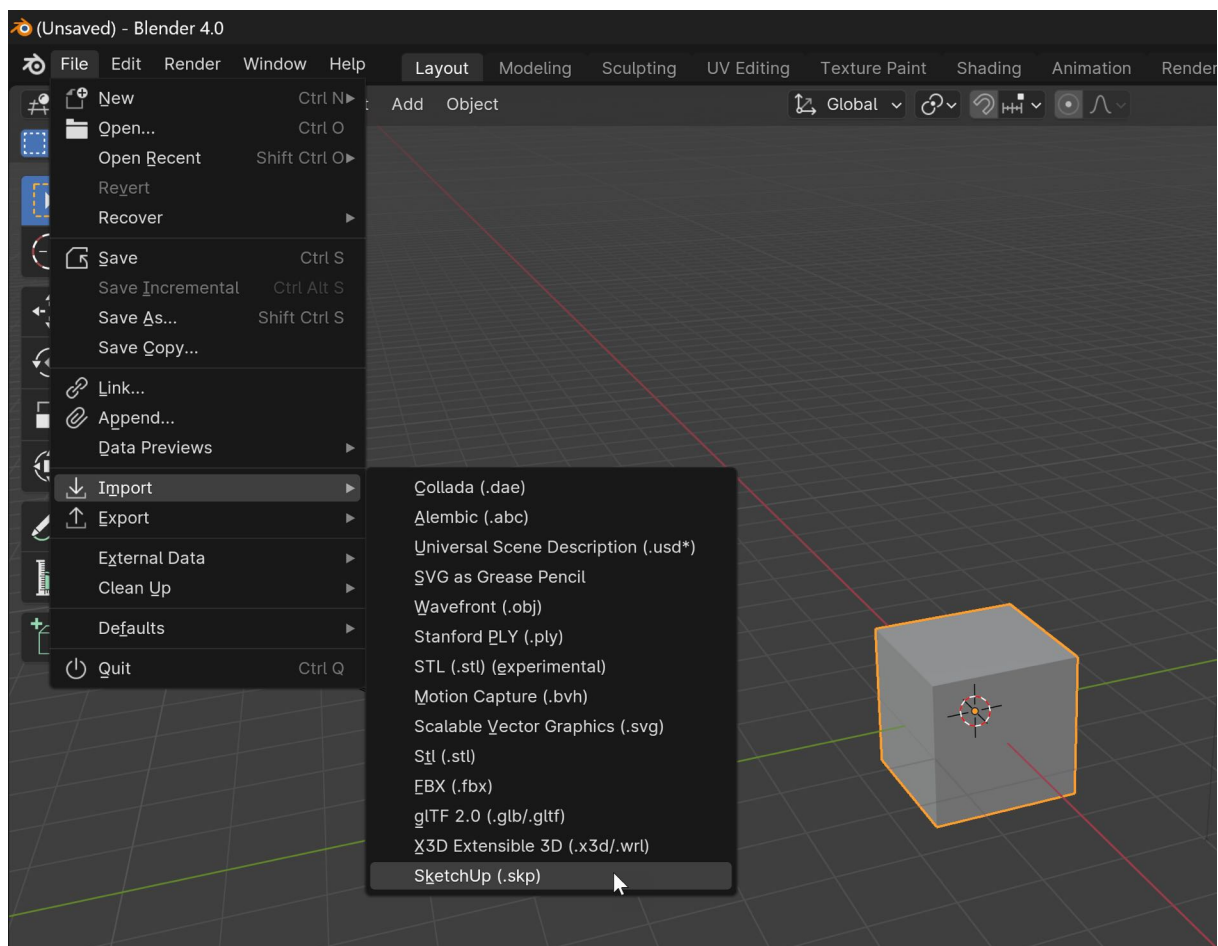 (Unsaved) - Blender 4.0
File Edit Render Window Help Layout Modeling Sculpting UV Editing Texture Paint Shading Animation Render
Add Object Global
New Ctrl N
Open... Ctrl O
Open Recent Shift Ctrl O
Revert
Recover
Save Ctrl S
Save Incremental Ctrl Alt S
Save As... Shift Ctrl S
Save Copy...
Link...
Append...
Data Previews
Import
Export
External Data
Clean Up
Defaults
Quit Ctrl Q
Collada (.dae)
Alembic (.abc)
Universal Scene Description (.usd*)
SVG as Grease Pencil
Wavefront (.obj)
Stanford PLY (.ply)
STL (.stl) (experimental)
Motion Capture (.bvh)
Scalable Vector Graphics (.svg)
Stl (.stl)
FBX (.fbx)
glTF 2.0 (.glb/.gltf)
X3D Extensible 3D (.x3d/.wrl)
SketchUp (.skp)